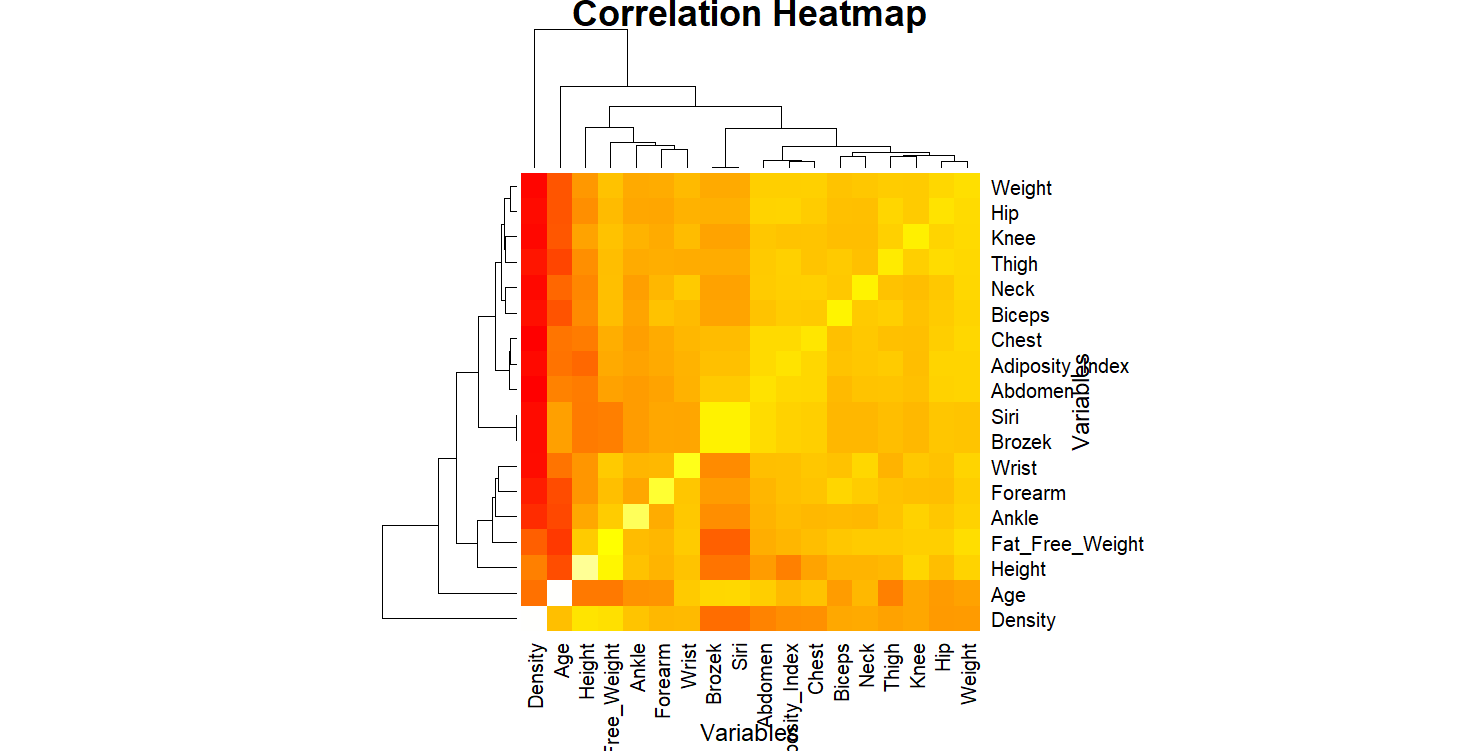 Correlation Heatmap
Weight
Hip
Knee
Thigh
Neck
Biceps
Chest
Adiposity_Index
Abdomen
Siri
Brozek
Wrist
Forearm
Ankle
Fat_Free_Weight
Height
Age
Density
Variables
Density
Age
Height
Free_Weight
Ankle
Forearm
Wrist
Brozek
Siri
Abdomen
posity_Index
Chest
Biceps
Neck
Thigh
Knee
Hip
Weight
Variables